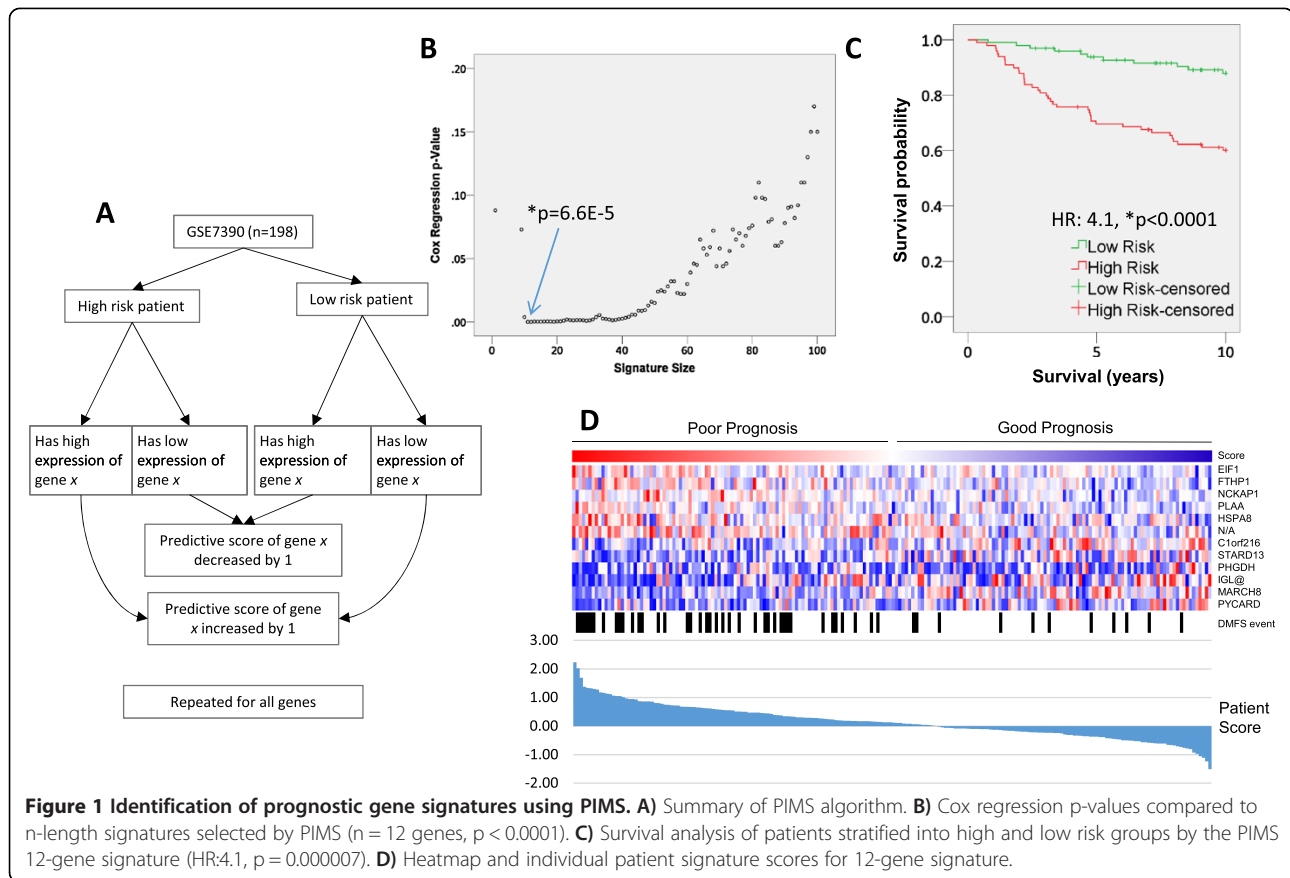 A
GSE7390 (n=198)
High risk patient
Low risk patient
Has high
expression of
gene x
Has low
expression of
gene x
Has high
expression of
gene x
Has low
expression of
gene x
Predictive score of gene x
decreased by 1
Predictive score of gene
x increased by 1
Repeated for all genes
B
Cox Regression p-Value
.20
.15
.10
.05
.00
*p=6.6E-5
0
20
40
60
80
100
Signature Size
C
Survival probability
1.0
0.8
0.6
0.4
0.2
0.0
HR: 4.1, *p<0.0001
Low Risk
High Risk
Low Risk-censored
High Risk-censored
0
5
10
Survival (years)
D
Poor Prognosis
Good Prognosis
Score
EIF1
FTHP1
NCKAP1
PLAA
HSPA8
N/A
C1orf216
STARD13
PHGDH
IGL@
MARCH8
PYCARD
DMFS event
3.00
2.00
1.00
0.00
-1.00
-2.00
Patient
Score
Figure 1 Identification of prognostic gene signatures using PIMS. A) Summary of PIMS algorithm. B) Cox regression p-values compared to
n-length signatures selected by PIMS (n = 12 genes, p < 0.0001). C) Survival analysis of patients stratified into high and low risk groups by the PIMS
12-gene signature (HR:4.1, p = 0.000007). D) Heatmap and individual patient signature scores for 12-gene signature.